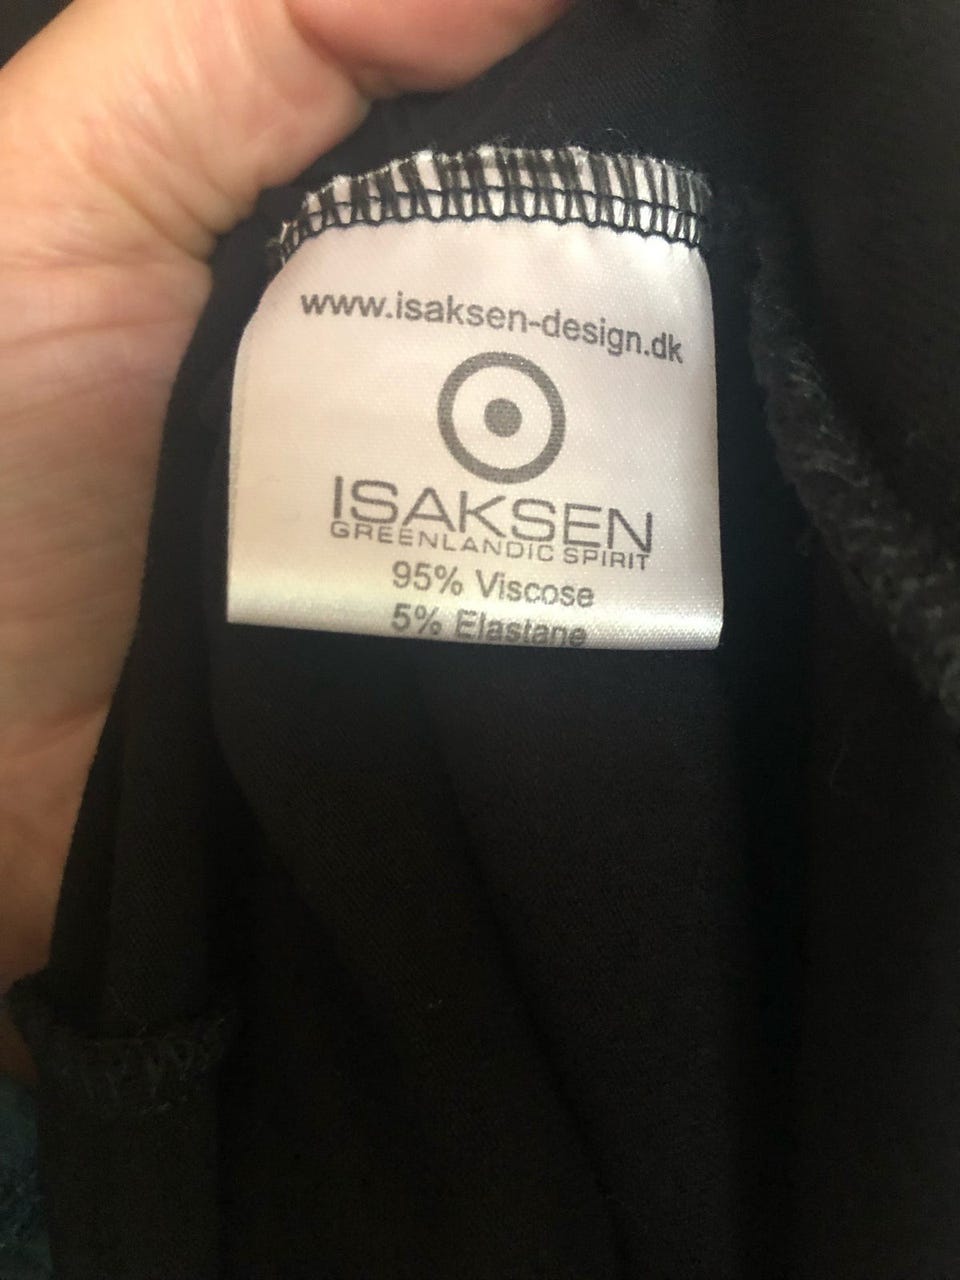 www.isaksen-design.dk
ISAKSEN
GREENLANDIC SPIRIT
95% Viscose
5% Elastane